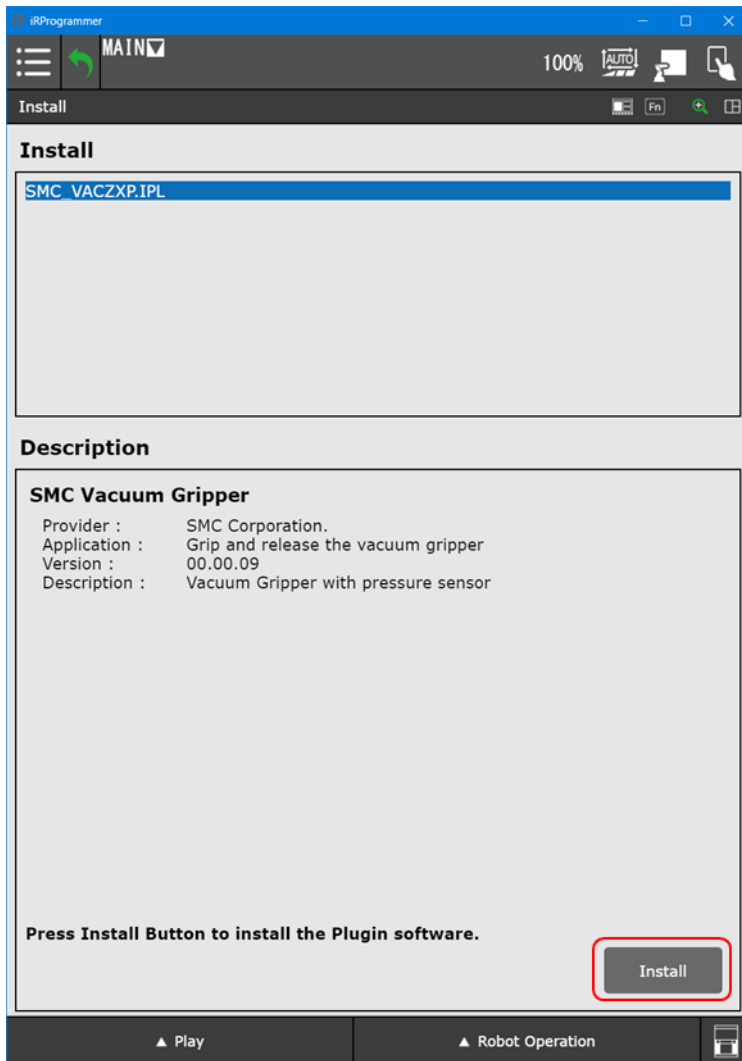 iRProgrammer
MAIN
100%
AUTO
Install
Fn
Install
SMC_VACZXP.IPL
Description
SMC Vacuum Gripper
Provider : SMC Corporation.
Application : Grip and release the vacuum gripper
Version : 00.00.09
Description : Vacuum Gripper with pressure sensor
Press Install Button to install the Plugin software.
Install
▲ Play ▲ Robot Operation